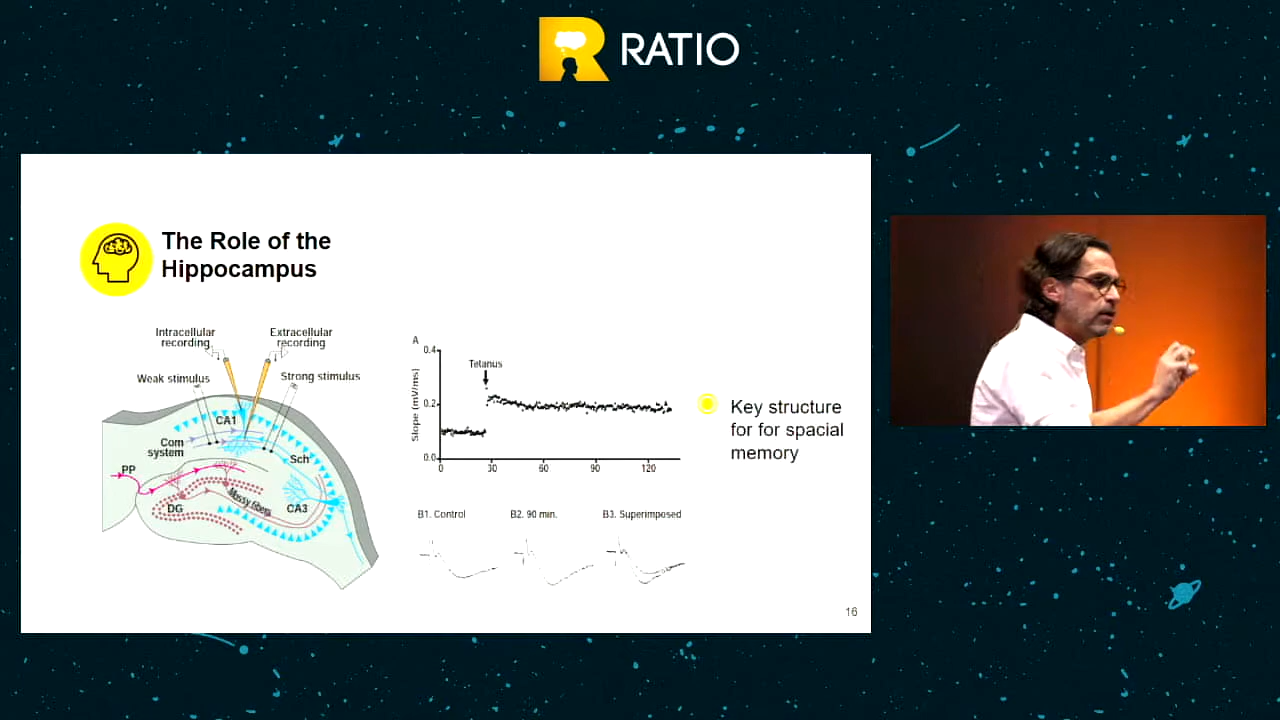 RATIO
The Role of the
Hippocampus
Intracellular
recording
Extracellular
recording
Weak stimulus
Strong stimulus
CA1
Com
system
Sch
PP
DG
Mossy fibers
CA3
A
Tetanus
Slope (mV/ms)
0.4
0.2
0.0
0 30 60 90 120
B1. Control
B2. 90 min.
B3. Superimposed
Key structure
for for spacial
memory
16